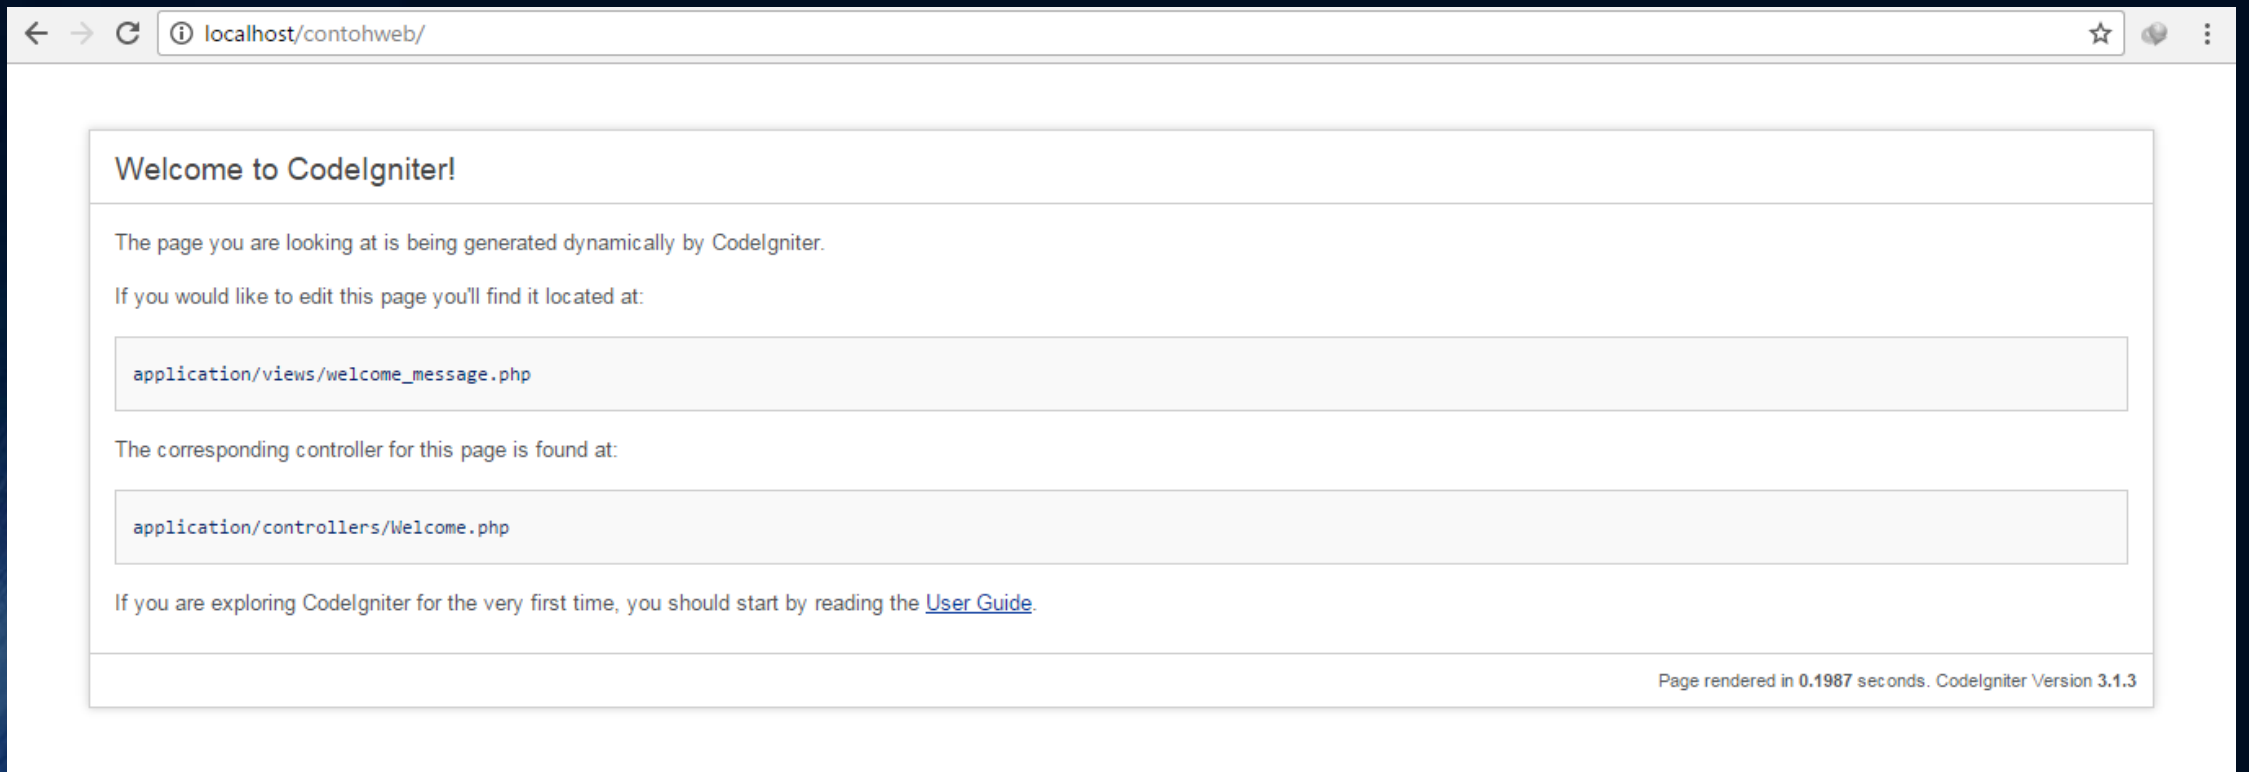 localhost/contohweb/
Welcome to CodeIgniter!
The page you are looking at is being generated dynamically by CodeIgniter.
If you would like to edit this page you'll find it located at:
application/views/welcome_message.php
The corresponding controller for this page is found at:
application/controllers/Welcome.php
If you are exploring CodeIgniter for the very first time, you should start by reading the User Guide.
Page rendered in 0.1987 seconds. CodeIgniter Version 3.1.3